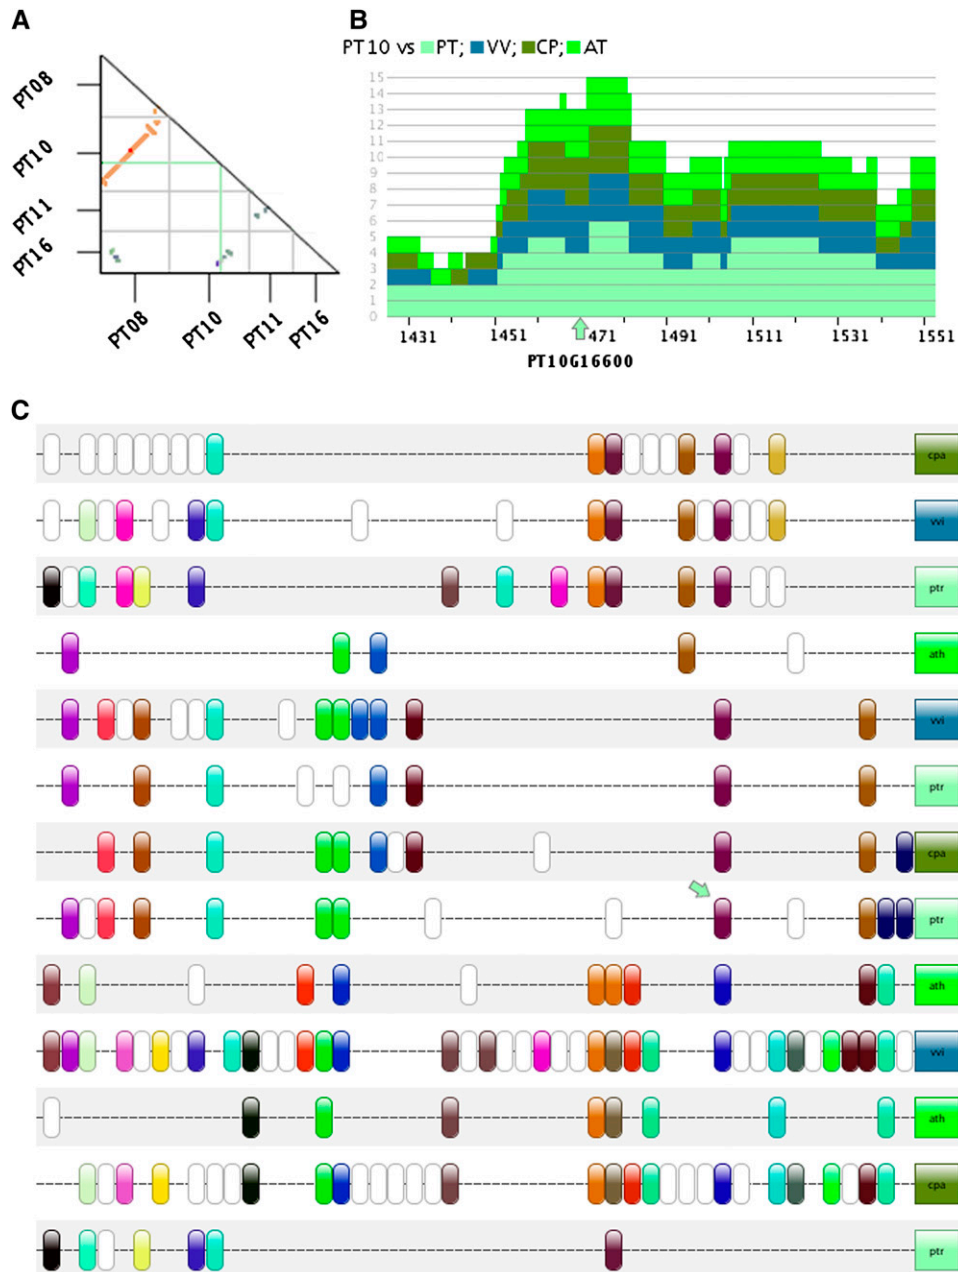 A
PT08
PT10
PT11
PT16
PT08
PT10
PT11
PT16
B
PT10 vs PT; VV; CP; AT
15
14
13
12
11
10
9
8
7
6
5
4
3
2
1
0
1431
1451
471
1491
1511
1531
1551
PT10G16600
C
cpa
vvi
ptr
ath
vvi
ptr
cpa
ptr
ath
vvi
ath
cpa
ptr